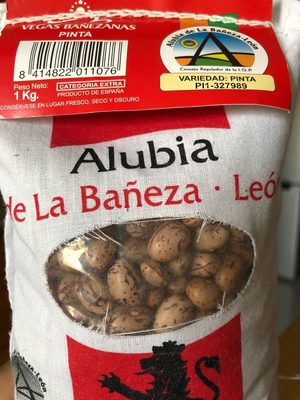 VEGAS BAÑEZANAS
PINTA
8 414822 011076
Peso Neto:
1 Kg.
CATEGORIA EXTRA
PRODUCTO DE ESPAÑA
CONSÉRVESE EN LUGAR FRESCO, SECO Y OSCURO
Alubia de La Bañeza-León
Consejo Regulador de la I.G.P.
VARIEDAD: PINTA
PI1-327989
Alubia
de La Bañeza · León